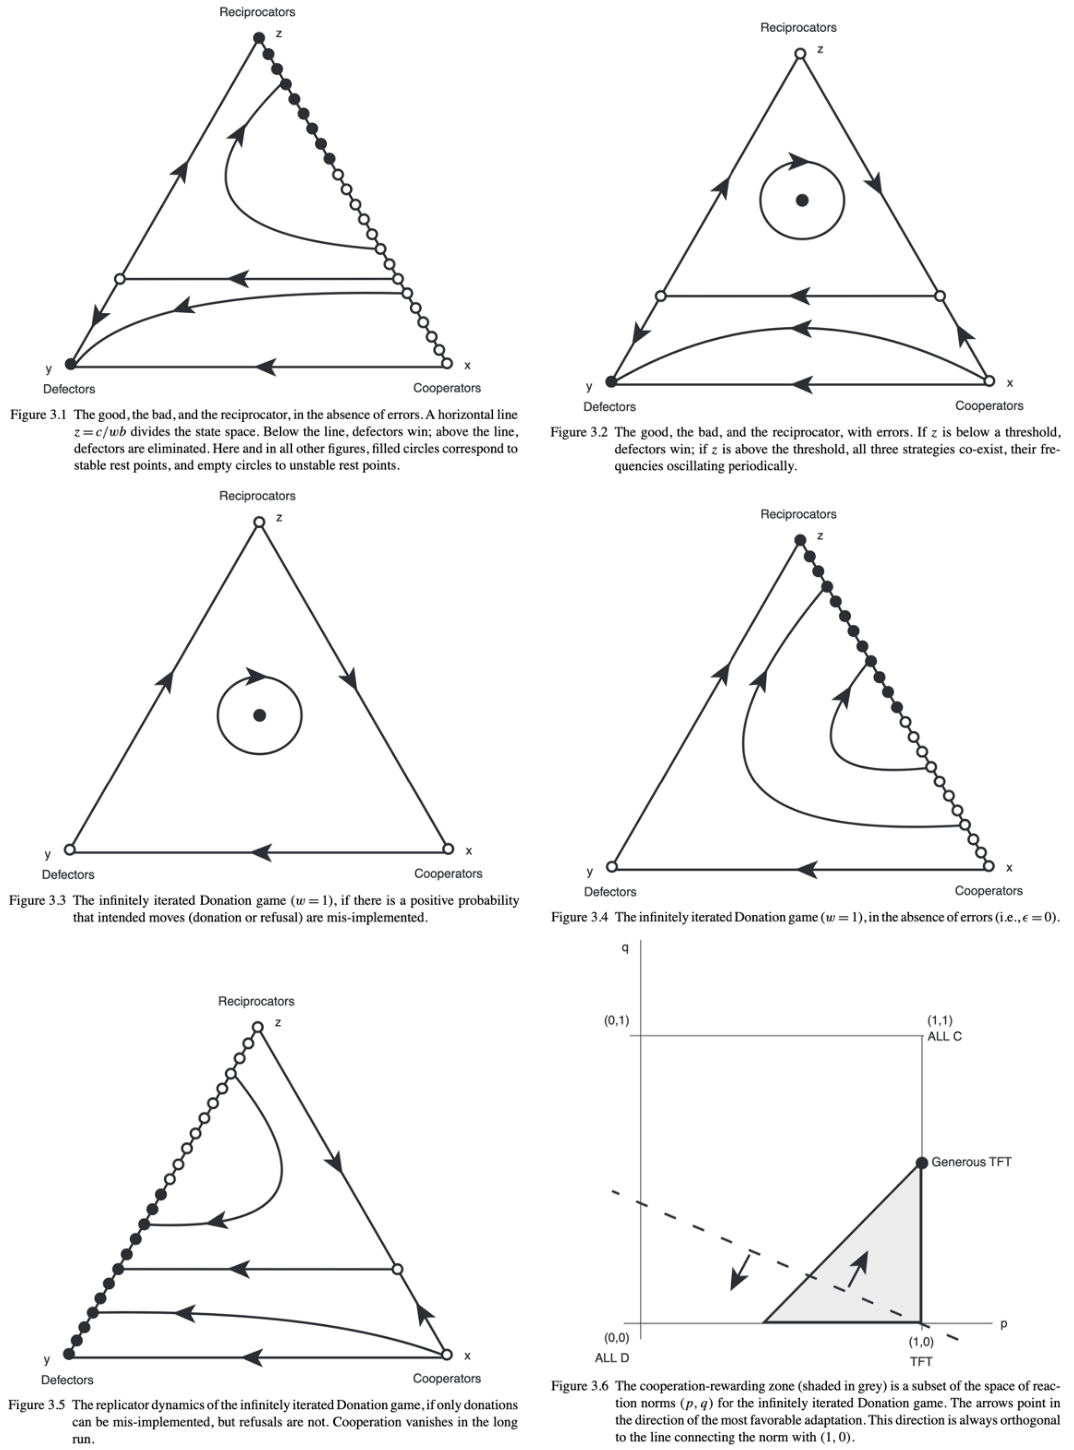 Reciprocators
z
y
x
Defectors
Cooperators
Figure 3.1 The good, the bad, and the reciprocator, in the absence of errors. A horizontal line
z = c/wb divides the state space. Below the line, defectors win; above the line,
defectors are eliminated. Here and in all other figures, filled circles correspond to
stable rest points, and empty circles to unstable rest points.
Reciprocators
z
y
x
Defectors
Cooperators
Figure 3.2 The good, the bad, and the reciprocator, with errors. If z is below a threshold,
defectors win; if z is above the threshold, all three strategies co-exist, their fre-
quencies oscillating periodically.
Reciprocators
z
y
x
Defectors
Cooperators
Figure 3.3 The infinitely iterated Donation game (w = 1), if there is a positive probability
that intended moves (donation or refusal) are mis-implemented.
Reciprocators
z
y
x
Defectors
Cooperators
Figure 3.4 The infinitely iterated Donation game (w = 1), in the absence of errors (i.e., ϵ = 0).
Reciprocators
z
y
x
Defectors
Cooperators
Figure 3.5 The replicator dynamics of the infinitely iterated Donation game, if only donations
can be mis-implemented, but refusals are not. Cooperation vanishes in the long
run.
q
(0,1)
(1,1)
ALL C
Generous TFT
p
(0,0)
(1,0)
ALL D
TFT
Figure 3.6 The cooperation-rewarding zone (shaded in grey) is a subset of the space of reac-
tion norms (p, q) for the infinitely iterated Donation game. The arrows point in
the direction of the most favorable adaptation. This direction is always orthogonal
to the line connecting the norm with (1, 0).